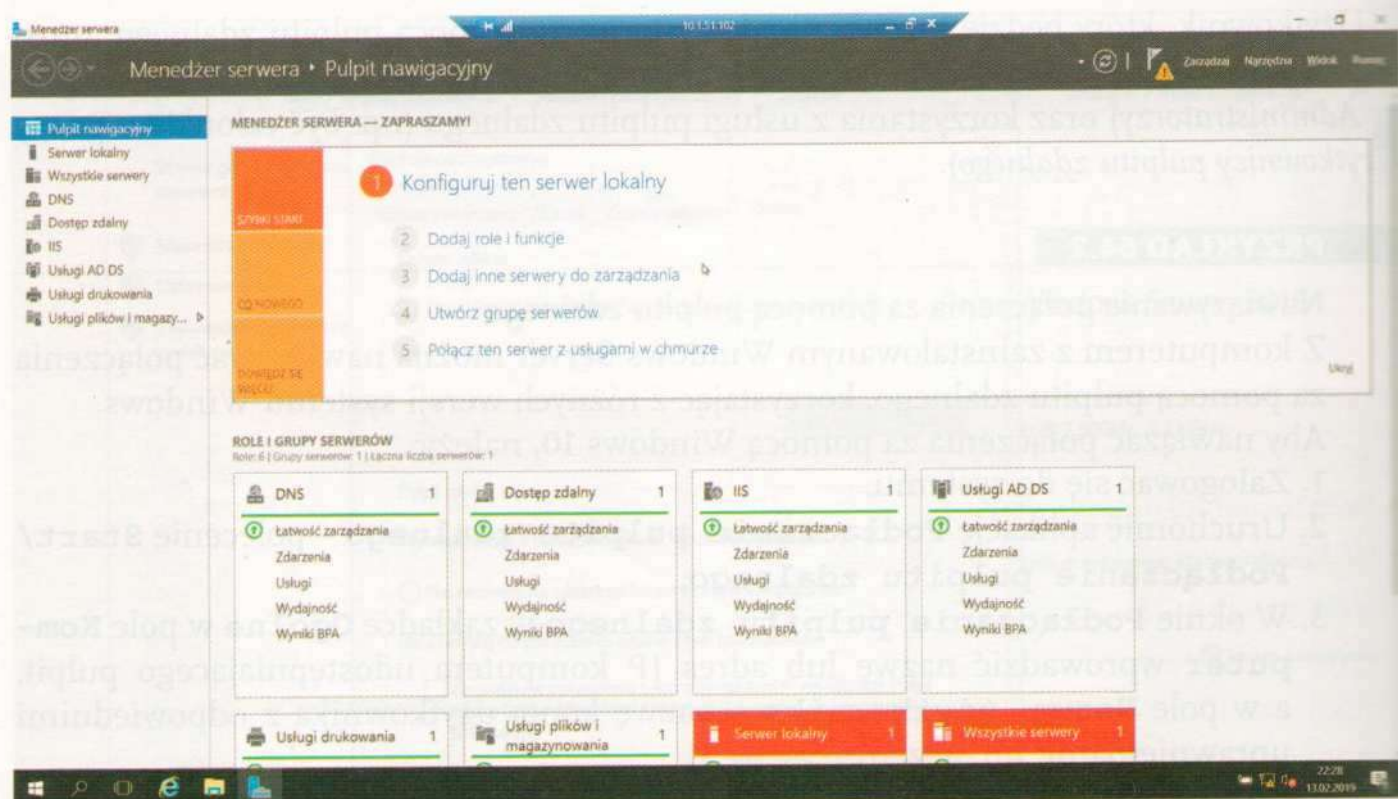 Menedżer serwera
10.1.51.102
Menedżer serwera • Pulpit nawigacyjny
Zarządzaj Narzędzia Widok Pomoc
Pulpit nawigacyjny
Serwer lokalny
Wszystkie serwery
DNS
Dostęp zdalny
IIS
Usługi AD DS
Usługi drukowania
Usługi plików i magazy...
MENEDŻER SERWERA — ZAPRASZAMY!
SZYBKI START
CO NOWEGO
DOWIEDZ SIĘ
WIĘCEJ
1 Konfiguruj ten serwer lokalny
2 Dodaj role i funkcje
3 Dodaj inne serwery do zarządzania
4 Utwórz grupę serwerów
5 Połącz ten serwer z usługami w chmurze
Ukryj
ROLE I GRUPY SERWERÓW
Role: 6 | Grupy serwerów: 1 | Łączna liczba serwerów: 1
DNS 1
Łatwość zarządzania
Zdarzenia
Usługi
Wydajność
Wyniki BPA
Dostęp zdalny 1
Łatwość zarządzania
Zdarzenia
Usługi
Wydajność
Wyniki BPA
IIS 1
Łatwość zarządzania
Zdarzenia
Usługi
Wydajność
Wyniki BPA
Usługi AD DS 1
Łatwość zarządzania
Zdarzenia
Usługi
Wydajność
Wyniki BPA
Usługi drukowania 1
Usługi plików i
magazynowania 1
Serwer lokalny 1
Wszystkie serwery 1
22:28
13.02.2019